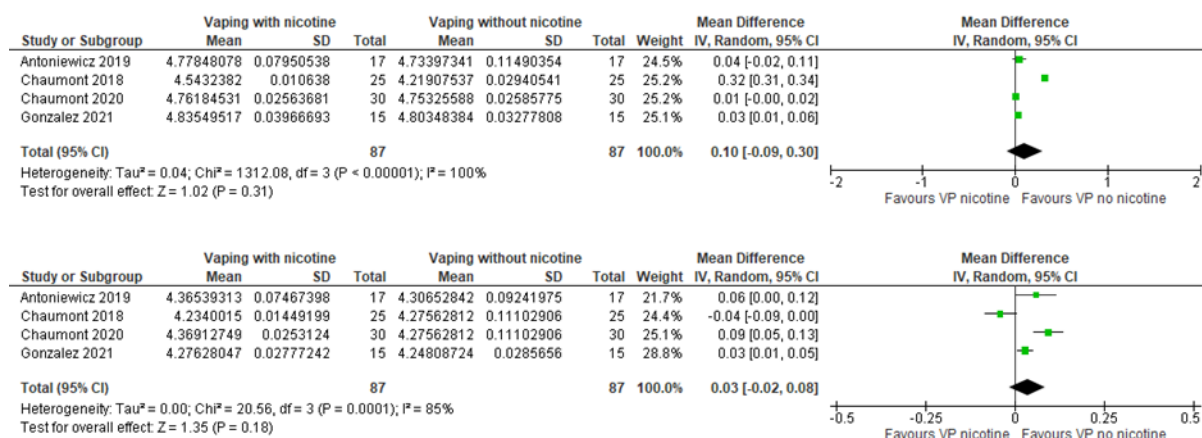 Vaping with nicotine Vaping without nicotine Mean Difference Mean Difference
Study or Subgroup Mean SD Total Mean SD Total Weight IV, Random, 95% CI IV, Random, 95% CI
Antoniewicz 2019 4.77848078 0.07950538 17 4.73397341 0.11490354 17 24.5% 0.04 [-0.02, 0.11]
Chaumont 2018 4.5432382 0.010638 25 4.21907537 0.02940541 25 25.2% 0.32 [0.31, 0.34]
Chaumont 2020 4.76184531 0.02563681 30 4.75325588 0.02585775 30 25.2% 0.01 [-0.00, 0.02]
Gonzalez 2021 4.83549517 0.03966693 15 4.80348384 0.03277808 15 25.1% 0.03 [0.01, 0.06]
Total (95% CI) 87 87 100.0% 0.10 [-0.09, 0.30]
Heterogeneity: Tau² = 0.04; Chi² = 1312.08, df = 3 (P < 0.00001); I² = 100%
Test for overall effect: Z = 1.02 (P = 0.31)
-2 -1 0 1 2
Favours VP nicotine Favours VP no nicotine
Vaping with nicotine Vaping without nicotine Mean Difference Mean Difference
Study or Subgroup Mean SD Total Mean SD Total Weight IV, Random, 95% CI IV, Random, 95% CI
Antoniewicz 2019 4.36539313 0.07467398 17 4.30652842 0.09241975 17 21.7% 0.06 [0.00, 0.12]
Chaumont 2018 4.2340015 0.01449199 25 4.27562812 0.11102906 25 24.4% -0.04 [-0.09, 0.00]
Chaumont 2020 4.36912749 0.0253124 30 4.27562812 0.11102906 30 25.1% 0.09 [0.05, 0.13]
Gonzalez 2021 4.27628047 0.02777242 15 4.24808724 0.0285656 15 28.8% 0.03 [0.01, 0.05]
Total (95% CI) 87 87 100.0% 0.03 [-0.02, 0.08]
Heterogeneity: Tau² = 0.00; Chi² = 20.56, df = 3 (P = 0.0001); I² = 85%
Test for overall effect: Z = 1.35 (P = 0.18)
-0.5 -0.25 0 0.25 0.5
Favours VP nicotine Favours VP no nicotine